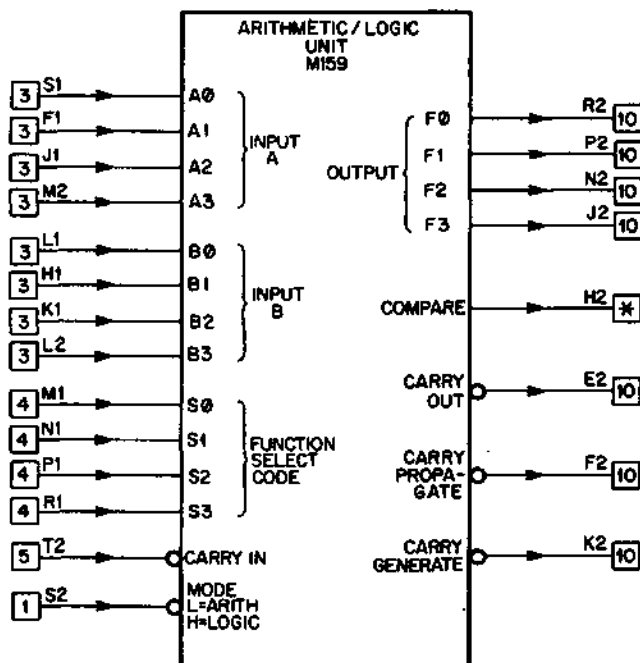 ARITHMETIC/LOGIC
UNIT
M159
3 S1 A0
3 F1 A1
3 J1 A2
3 M2 A3
INPUT
A
3 L1 B0
3 H1 B1
3 K1 B2
3 L2 B3
INPUT
B
4 M1 S0
4 N1 S1
4 P1 S2
4 R1 S3
FUNCTION
SELECT
CODE
5 T2 CARRY IN
1 S2 MODE
L=ARITH
H=LOGIC
OUTPUT
F0 R2 10
F1 P2 10
F2 N2 10
F3 J2 10
COMPARE H2 *
CARRY
OUT
E2 10
CARRY
PROPA-
GATE
F2 10
CARRY
GENERATE
K2 10